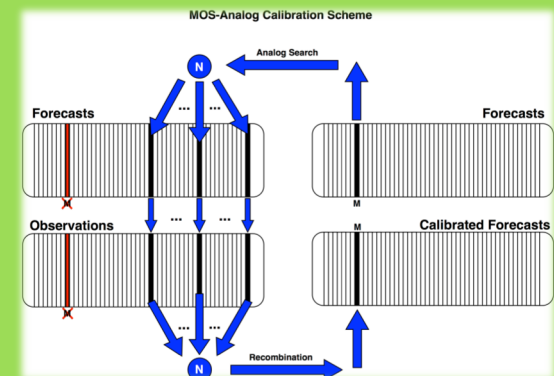 MOS-Analog Calibration Scheme
Analog Search
N
... ...
Forecasts
Forecasts
M
M
... ...
M
Observations
Calibrated Forecasts
M
... ...
Recombination
N